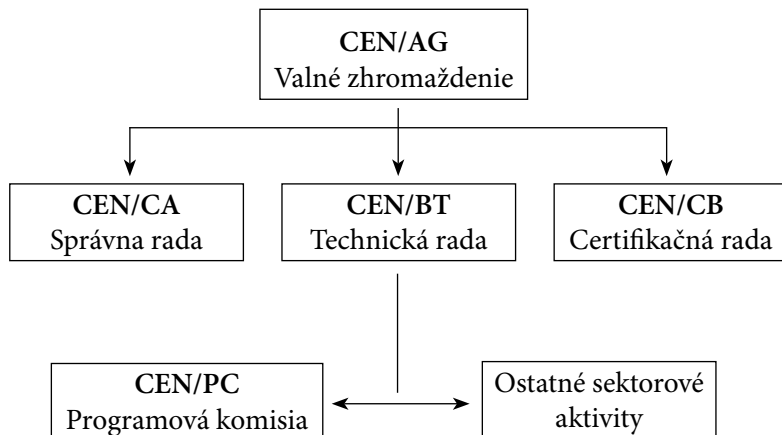 CEN/AG
Valné zhromaždenie
CEN/CA
Správna rada
CEN/BT
Technická rada
CEN/CB
Certifikačná rada
CEN/PC
Programová komisia
Ostatné sektorové
aktivity